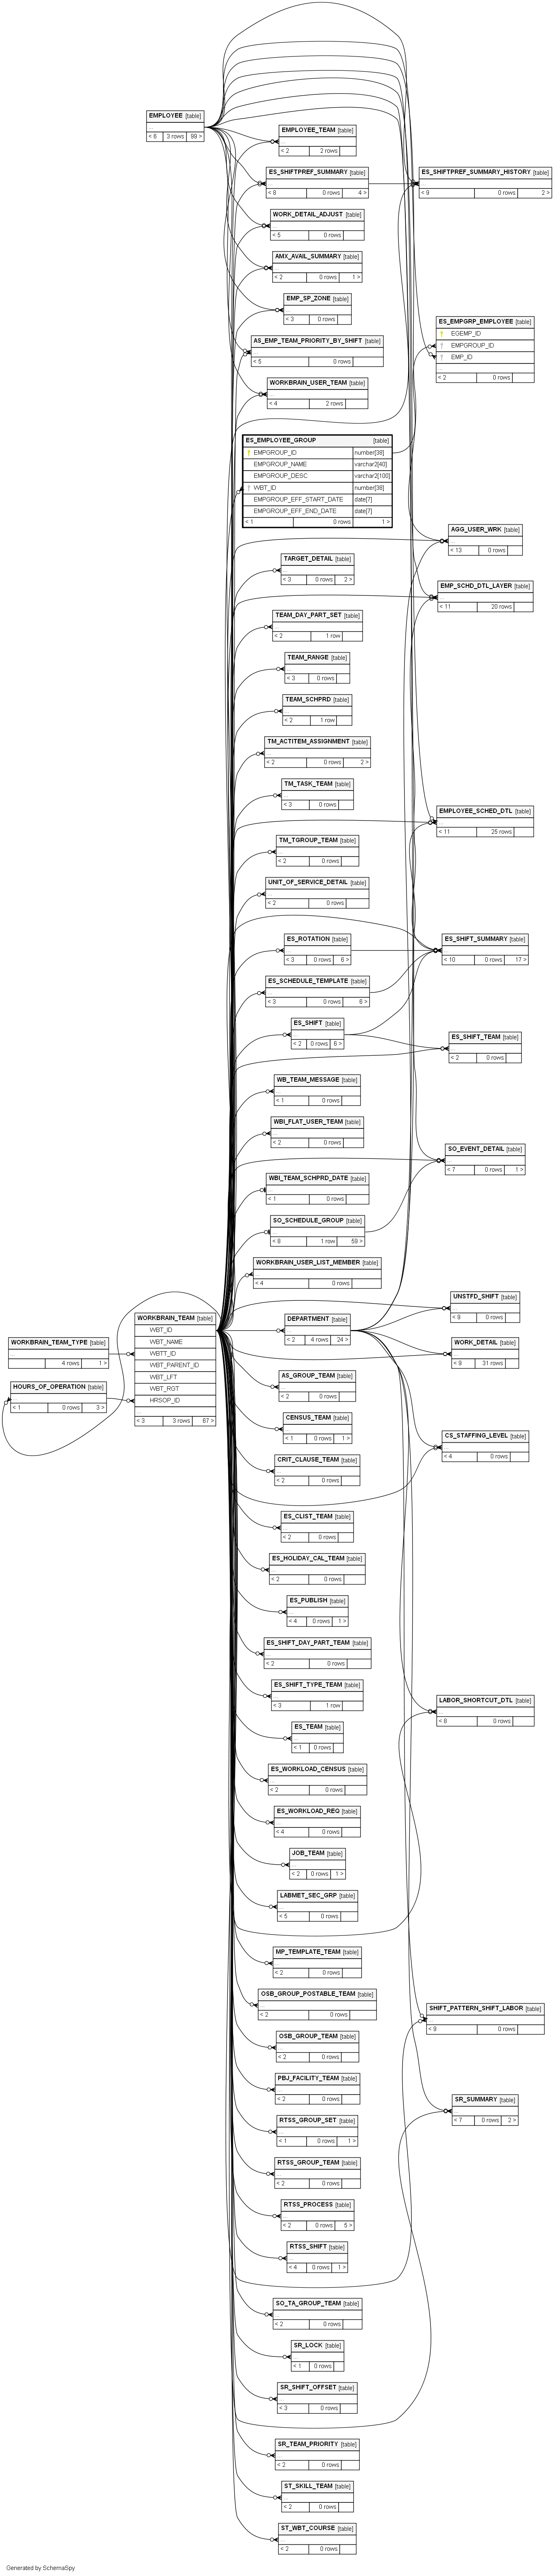 EMPLOYEE [table]
...
< 6 3 rows 99 >
EMPLOYEE_TEAM [table]
...
< 2 2 rows
ES_SHIFTPREF_SUMMARY [table]
...
< 8 0 rows 4 >
ES_SHIFTPREF_SUMMARY_HISTORY [table]
...
< 9 0 rows 2 >
WORK_DETAIL_ADJUST [table]
...
< 5 0 rows
AMX_AVAIL_SUMMARY [table]
...
< 2 0 rows 1 >
EMP_SP_ZONE [table]
...
< 3 0 rows
ES_EMPGRP_EMPLOYEE [table]
EGEMP_ID
EMPGROUP_ID
EMP_ID
...
< 2 0 rows
AS_EMP_TEAM_PRIORITY_BY_SHIFT [table]
...
< 5 0 rows
WORKBRAIN_USER_TEAM [table]
...
< 4 2 rows
ES_EMPLOYEE_GROUP [table]
EMPGROUP_ID number[38]
EMPGROUP_NAME varchar2[40]
EMPGROUP_DESC varchar2[100]
WBT_ID number[38]
EMPGROUP_EFF_START_DATE date[7]
EMPGROUP_EFF_END_DATE date[7]
< 1 0 rows 1 >
AGG_USER_WRK [table]
...
< 13 0 rows
TARGET_DETAIL [table]
...
< 3 0 rows 2 >
EMP_SCHD_DTL_LAYER [table]
...
< 11 20 rows
TEAM_DAY_PART_SET [table]
...
< 2 1 row
TEAM_RANGE [table]
...
< 3 0 rows
TEAM_SCHPRD [table]
...
< 2 1 row
TM_ACTITEM_ASSIGNMENT [table]
...
< 2 0 rows 2 >
TM_TASK_TEAM [table]
...
< 3 0 rows
EMPLOYEE_SCHED_DTL [table]
...
< 11 25 rows
TM_TGROUP_TEAM [table]
...
< 2 0 rows
UNIT_OF_SERVICE_DETAIL [table]
...
< 2 0 rows
ES_ROTATION [table]
...
< 3 0 rows 6 >
ES_SHIFT_SUMMARY [table]
...
< 10 0 rows 17 >
ES_SCHEDULE_TEMPLATE [table]
...
< 3 0 rows 6 >
ES_SHIFT [table]
...
< 2 0 rows 6 >
ES_SHIFT_TEAM [table]
...
< 2 0 rows
WB_TEAM_MESSAGE [table]
...
< 1 0 rows
WBI_FLAT_USER_TEAM [table]
...
< 2 0 rows
SO_EVENT_DETAIL [table]
...
< 7 0 rows 1 >
WBI_TEAM_SCHPRD_DATE [table]
...
< 1 0 rows
SO_SCHEDULE_GROUP [table]
...
< 8 1 row 59 >
WORKBRAIN_USER_LIST_MEMBER [table]
...
< 4 0 rows
UNSTFD_SHIFT [table]
...
< 9 0 rows
WORKBRAIN_TEAM [table]
WBT_ID
WBT_NAME
WBTT_ID
WBT_PARENT_ID
WBT_LFT
WBT_RGT
HRSOP_ID
...
< 3 3 rows 67 >
DEPARTMENT [table]
...
< 2 4 rows 24 >
WORKBRAIN_TEAM_TYPE [table]
...
4 rows 1 >
WORK_DETAIL [table]
...
< 9 31 rows
AS_GROUP_TEAM [table]
...
< 2 0 rows
HOURS_OF_OPERATION [table]
...
< 1 0 rows 3 >
CENSUS_TEAM [table]
...
< 1 0 rows 1 >
CS_STAFFING_LEVEL [table]
...
< 4 0 rows
CRIT_CLAUSE_TEAM [table]
...
< 2 0 rows
ES_CLIST_TEAM [table]
...
< 2 0 rows
ES_HOLIDAY_CAL_TEAM [table]
...
< 2 0 rows
ES_PUBLISH [table]
...
< 4 0 rows 1 >
ES_SHIFT_DAY_PART_TEAM [table]
...
< 2 0 rows
ES_SHIFT_TYPE_TEAM [table]
...
< 3 1 row
LABOR_SHORTCUT_DTL [table]
...
< 8 0 rows
ES_TEAM [table]
...
< 1 0 rows
ES_WORKLOAD_CENSUS [table]
...
< 2 0 rows
ES_WORKLOAD_REQ [table]
...
< 4 0 rows
JOB_TEAM [table]
...
< 2 0 rows 1 >
LABMET_SEC_GRP [table]
...
< 5 0 rows
MP_TEMPLATE_TEAM [table]
...
< 2 0 rows
OSB_GROUP_POSTABLE_TEAM [table]
...
< 2 0 rows
SHIFT_PATTERN_SHIFT_LABOR [table]
...
< 9 0 rows
OSB_GROUP_TEAM [table]
...
< 2 0 rows
PBJ_FACILITY_TEAM [table]
...
< 2 0 rows
SR_SUMMARY [table]
...
< 7 0 rows 2 >
RTSS_GROUP_SET [table]
...
< 1 0 rows 1 >
RTSS_GROUP_TEAM [table]
...
< 2 0 rows
RTSS_PROCESS [table]
...
< 2 0 rows 5 >
RTSS_SHIFT [table]
...
< 4 0 rows 1 >
SO_TA_GROUP_TEAM [table]
...
< 2 0 rows
SR_LOCK [table]
...
< 1 0 rows
SR_SHIFT_OFFSET [table]
...
< 3 0 rows
SR_TEAM_PRIORITY [table]
...
< 2 0 rows
ST_SKILL_TEAM [table]
...
< 2 0 rows
ST_WBT_COURSE [table]
...
< 2 0 rows
Generated by SchemaSpy